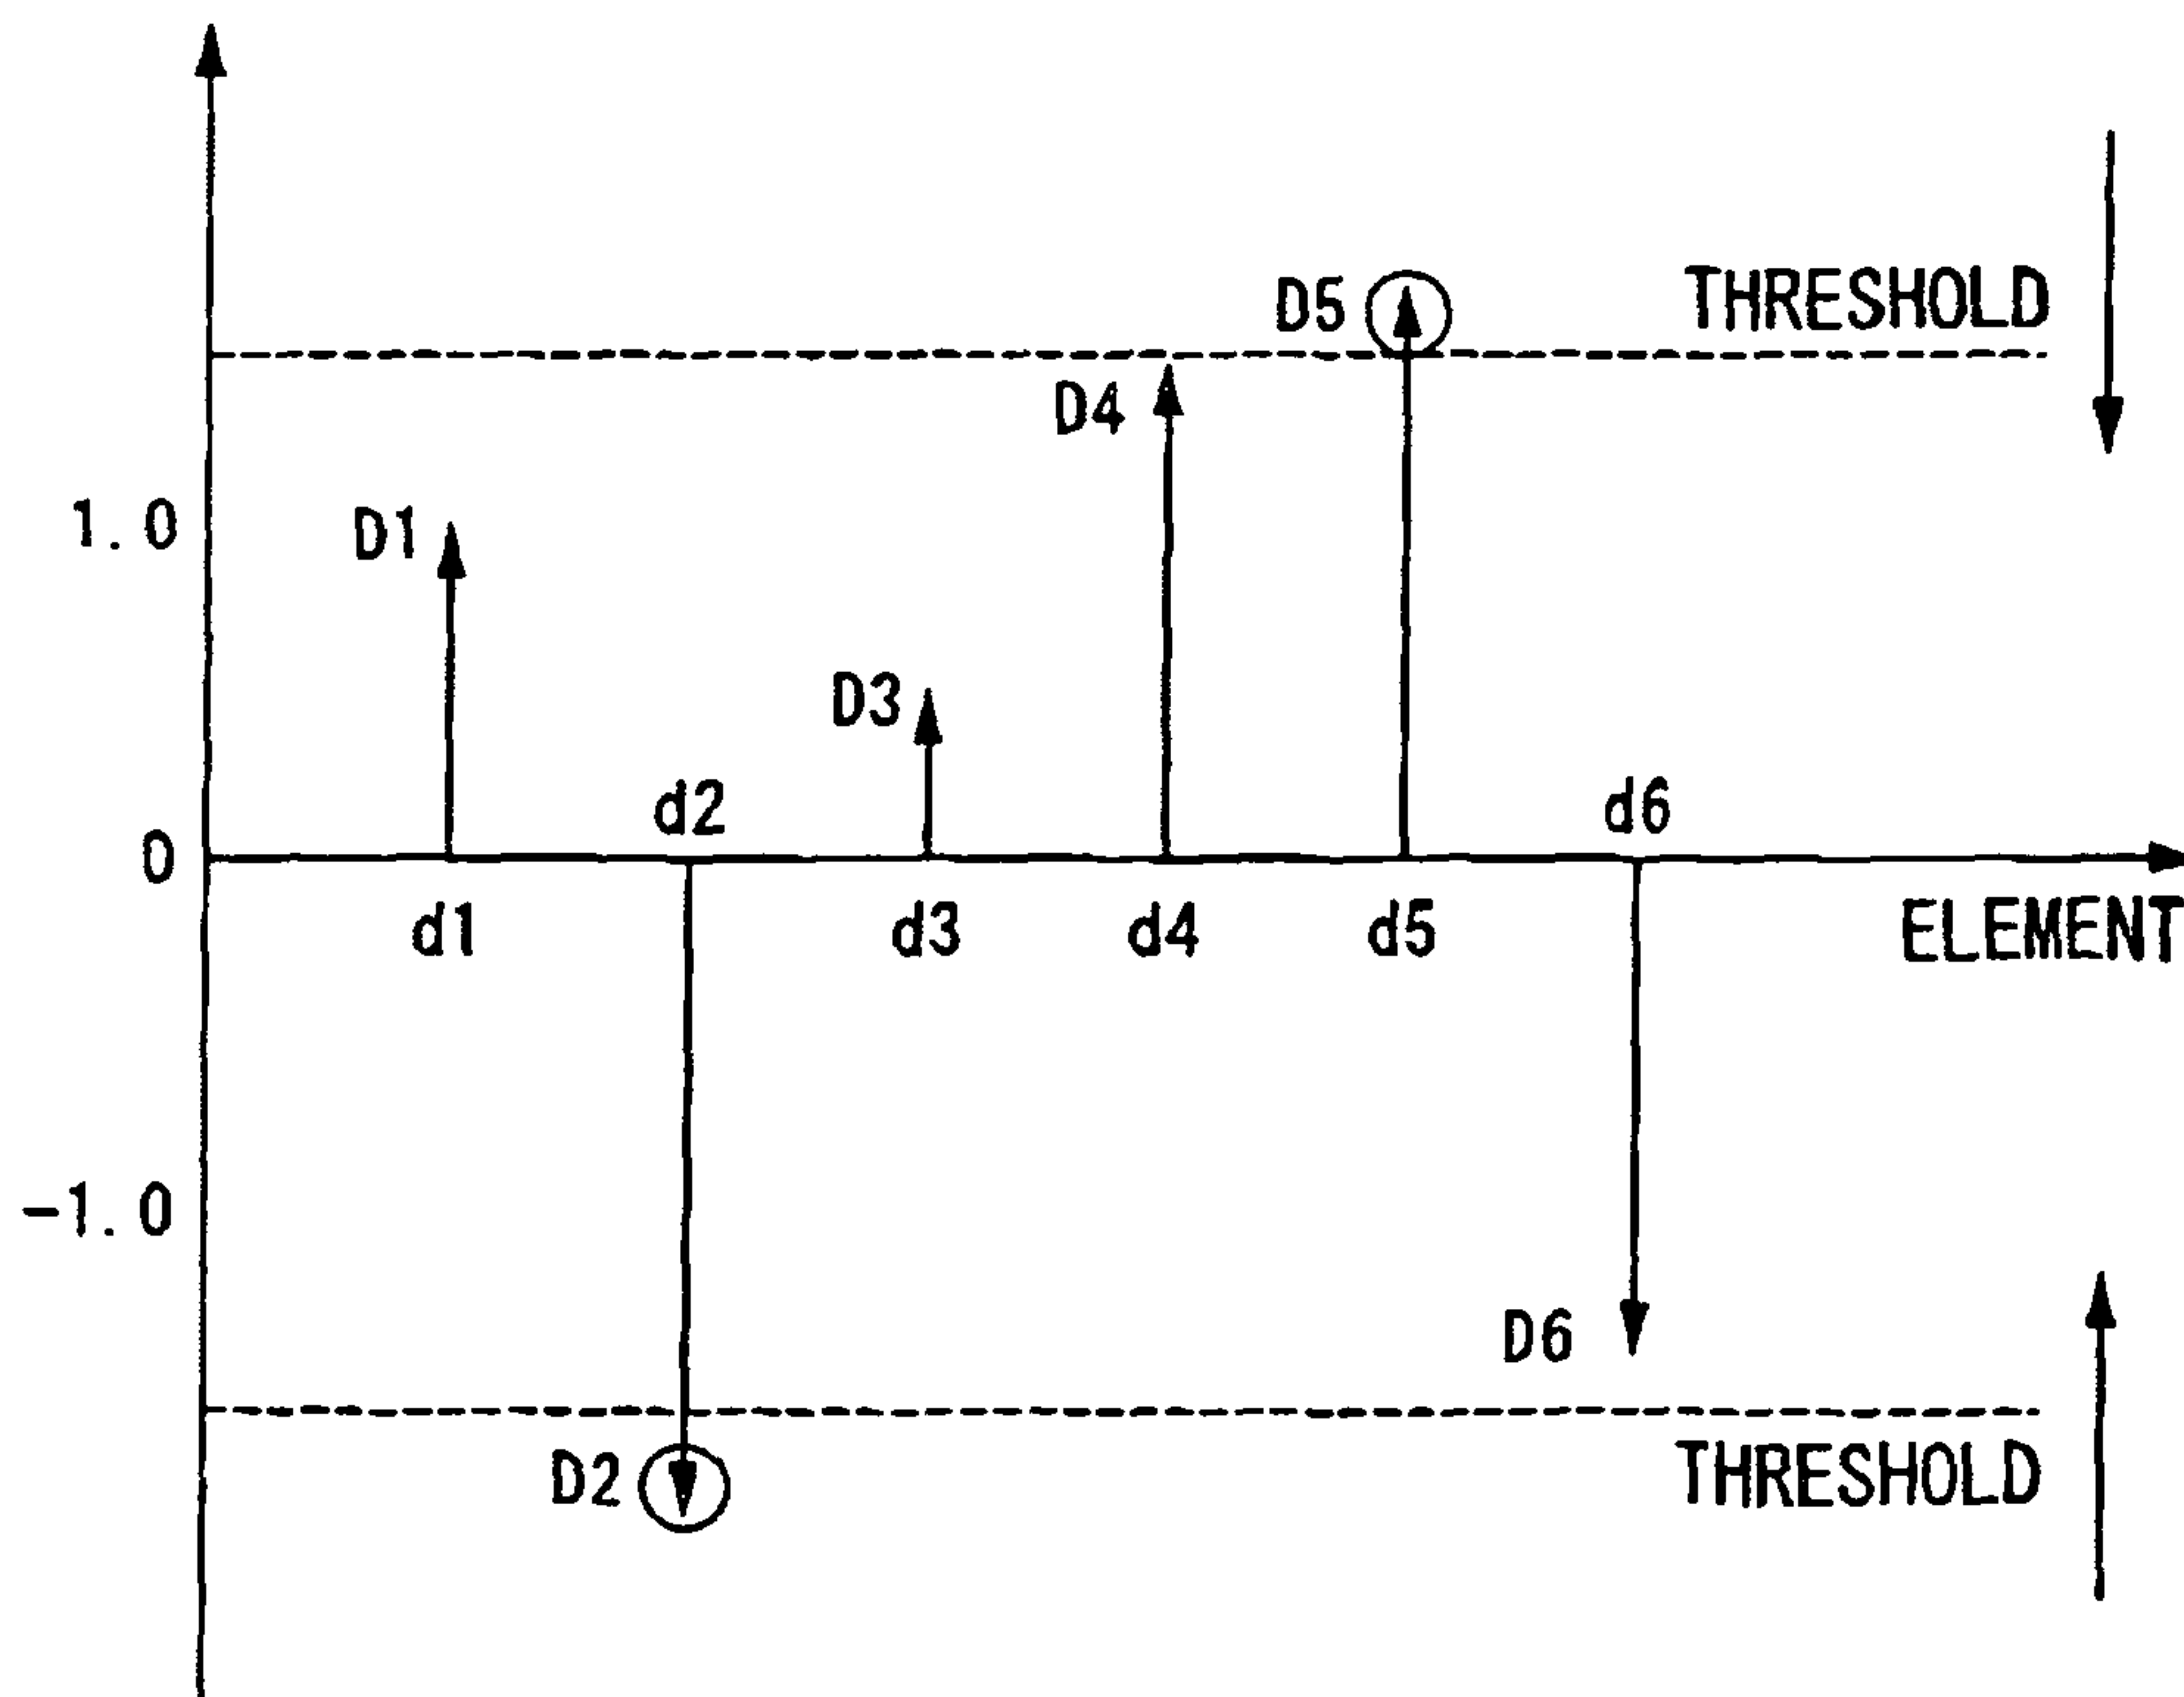 D5
THRESHOLD
D4
1.0
D1
D3
d2
d6
0
d1
d3
d4
d5
ELEMENT
-1.0
D6
D2
THRESHOLD